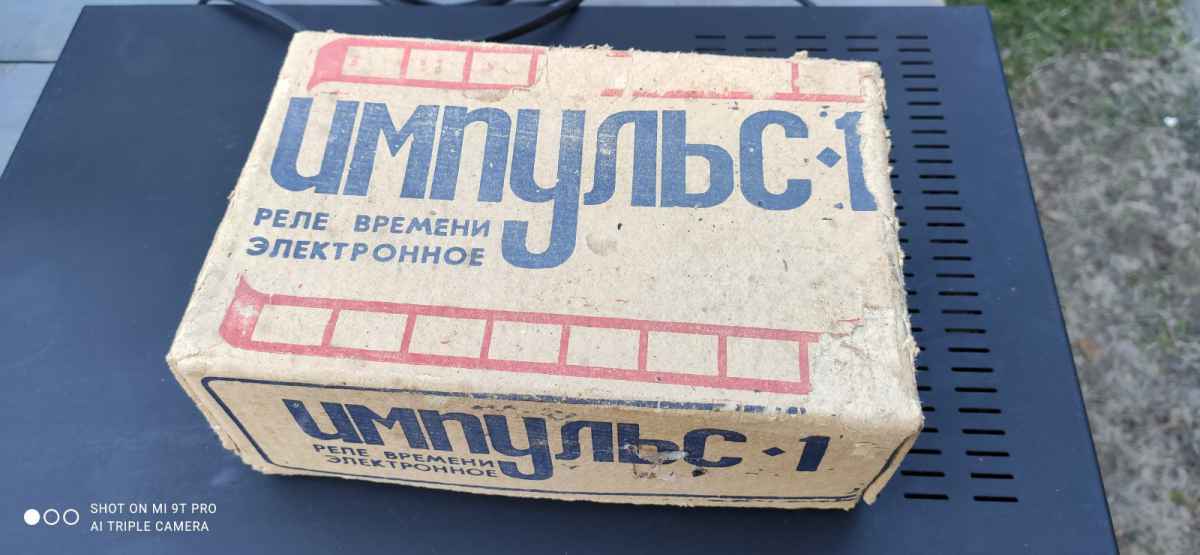 импульс·1
РЕЛЕ ВРЕМЕНИ
ЭЛЕКТРОННОЕ
импульс·1
РЕЛЕ ВРЕМЕНИ
ЭЛЕКТРОННОЕ
SHOT ON MI 9T PRO
AI TRIPLE CAMERA